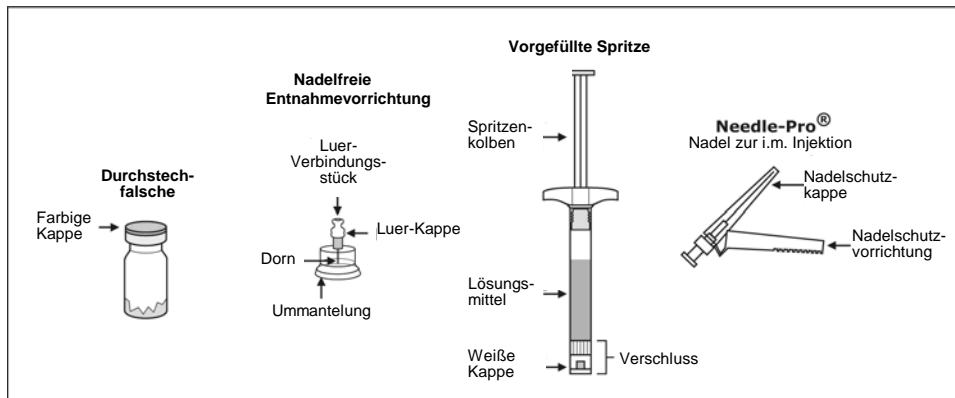 Durchstech-
falsche
Farbige
Kappe
Nadelfreie
Entnahmevorrichtung
Luer-
Verbindungs-
stück
Luer-Kappe
Dorn
Ummantelung
Vorgefüllte Spritze
Spritzen-
kolben
Lösungs-
mittel
Weiße
Kappe
Verschluss
Needle-Pro®
Nadel zur i.m. Injektion
Nadelschutz-
kappe
Nadelschutz-
vorrichtung